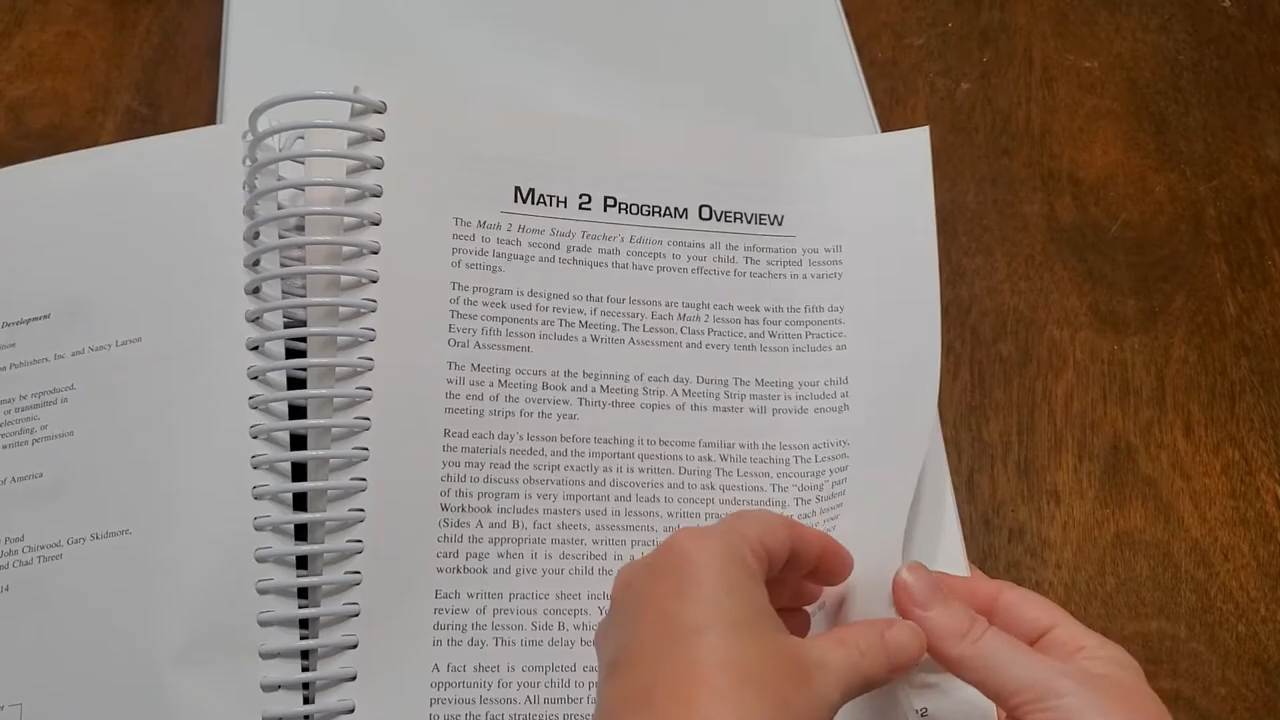 Development
n Publishers, Inc. and Nancy Larson
may be reproduced,
or transmitted in
electronic,
recording, or
written permission
of America
Pond
John Chitwood, Gary Skidmore,
nd Chad Threet
14
MATH 2 PROGRAM OVERVIEW
The Math 2 Home Study Teacher's Edition contains all the information you will
need to teach second grade math concepts to your child. The scripted lessons
provide language and techniques that have proven effective for teachers in a variety
of settings.
The program is designed so that four lessons are taught each week with the fifth day
of the week used for review, if necessary. Each Math 2 lesson has four components.
These components are The Meeting, The Lesson, Class Practice, and Written Practice.
Every fifth lesson includes a Written Assessment and every tenth lesson includes an
Oral Assessment.
The Meeting occurs at the beginning of each day. During The Meeting your child
will use a Meeting Book and a Meeting Strip. A Meeting Strip master is included at
the end of the overview. Thirty-three copies of this master will provide enough
meeting strips for the year.
Read each day's lesson before teaching it to become familiar with the lesson activity,
the materials needed, and the important questions to ask. While teaching The Lesson,
you may read the script exactly as it is written. During The Lesson, encourage your
child to discuss observations and discoveries and to ask questions. The "doing" part
of this program is very important and leads to concept understanding. The Student
Workbook includes masters used in lessons, written each lesson
(Sides A and B), fact sheets, assessments, and your
child the appropriate master, written
card page when it is described in a
workbook and give your child the
Each written practice sheet
review of previous concepts.
during the lesson. Side B,
in the day. This time delay
A fact sheet is completed
opportunity for your child to
previous lessons. All number
to use the fact strategies